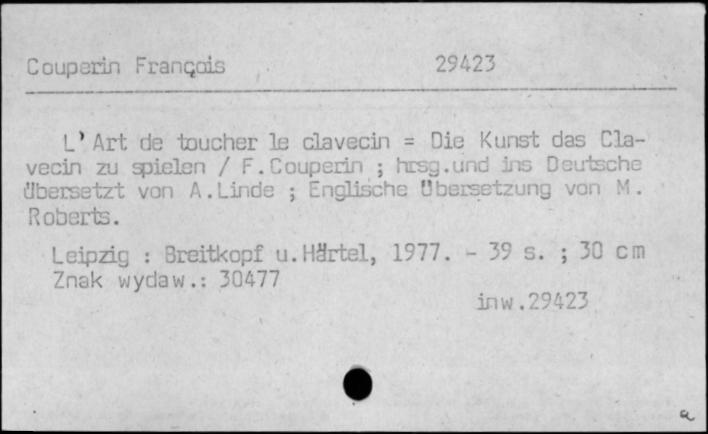 Couperin François 29423
L'Art de toucher le clavecin = Die Kunst das Cla-
vecin zu spielen / F.Couperin ; hrsg.und ins Deutsche
übersetzt von A.Linde ; Englische Übersetzung von M.
Roberts.
Leipzig : Breitkopf u.Härtel, 1977. - 39 s. ; 30 cm
Znak wydaw.: 30477
inw.29423
a